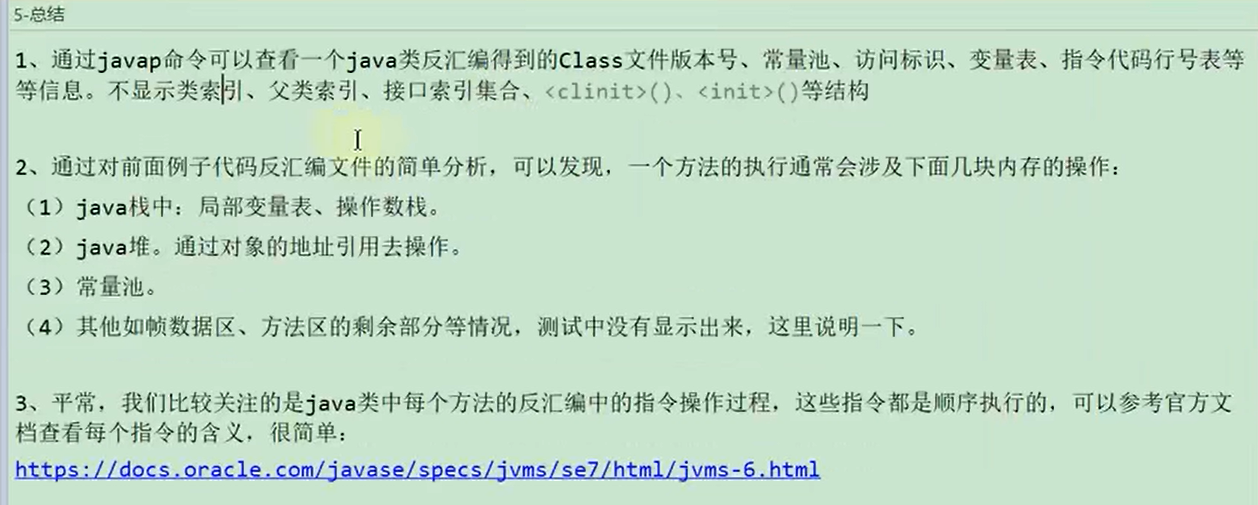 5-总结
1、通过javap命令可以查看一个java类反汇编得到的Class文件版本号、常量池、访问标识、变量表、指令代码行号表等
等信息。不显示类索引、父类索引、接口索引集合、<clinit>()、<init>()等结构
2、通过对前面例子代码反汇编文件的简单分析，可以发现，一个方法的执行通常会涉及下面几块内存的操作：
（1）java栈中：局部变量表、操作数栈。
（2）java堆。通过对象的地址引用去操作。
（3）常量池。
（4）其他如帧数据区、方法区的剩余部分等情况，测试中没有显示出来，这里说明一下。
3、平常，我们比较关注的是java类中每个方法的反汇编中的指令操作过程，这些指令都是顺序执行的，可以参考官方文
档查看每个指令的含义，很简单：
https://docs.oracle.com/javase/specs/jvms/se7/html/jvms-6.html